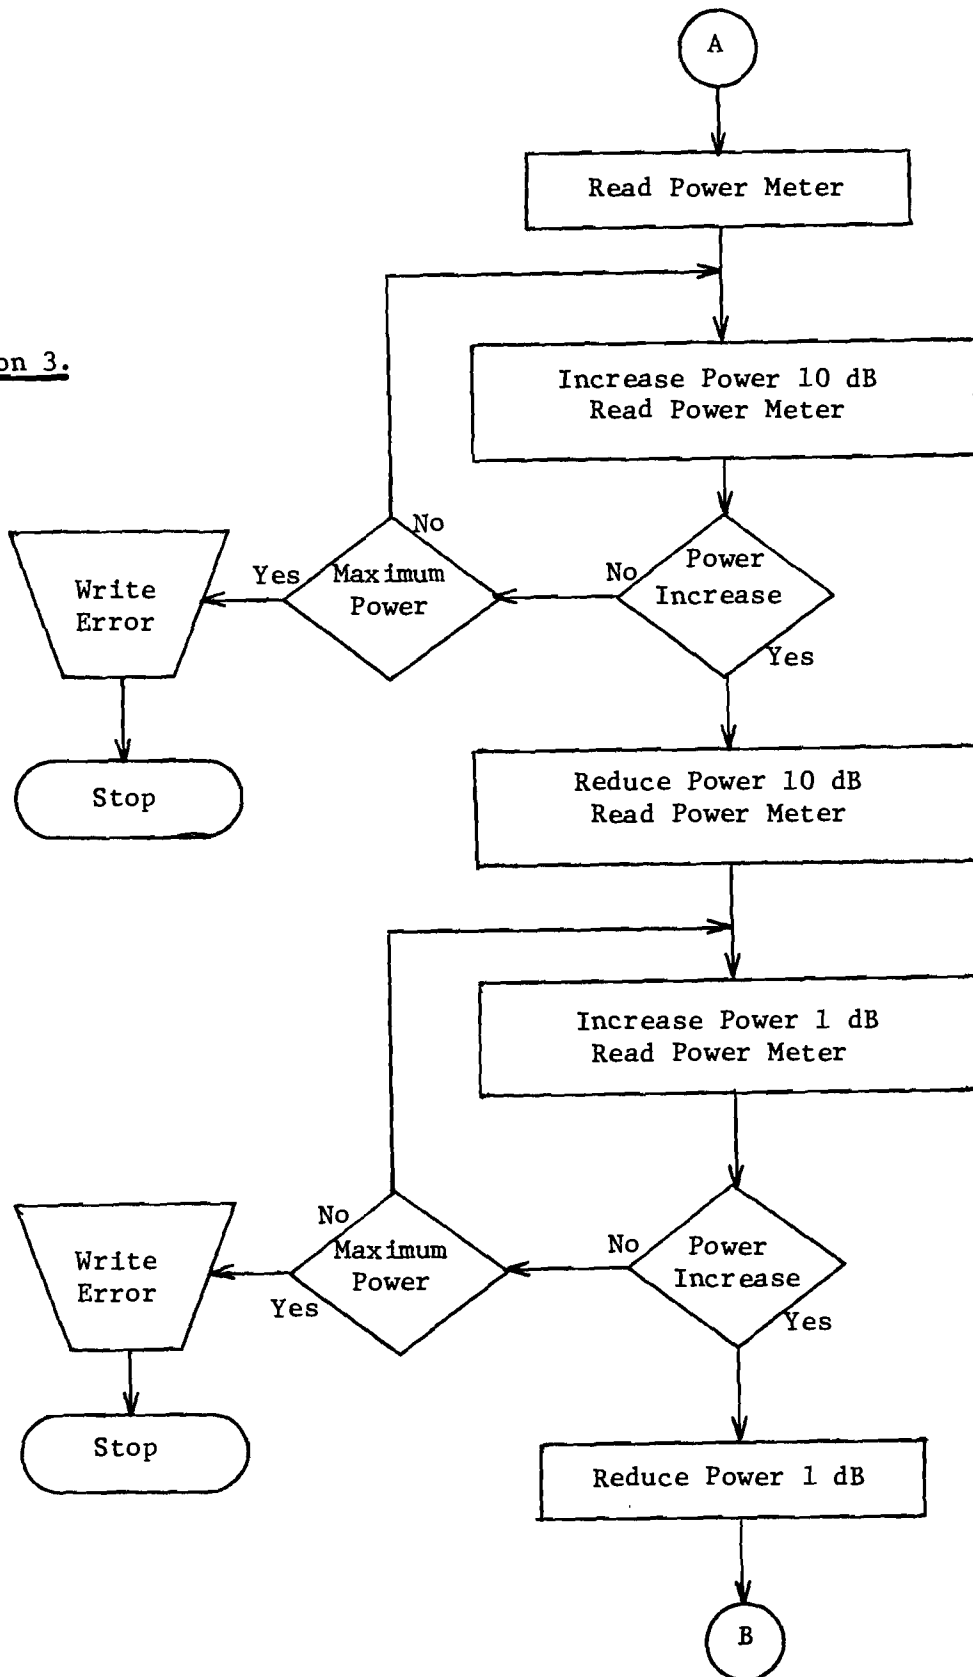 A
Read Power Meter
on 3.
Increase Power 10 dB
Read Power Meter
No
Power
Increase
No
Yes
Maximum
Power
Yes
Write
Error
Stop
Reduce Power 10 dB
Read Power Meter
Increase Power 1 dB
Read Power Meter
Power
Increase
No
Yes
Maximum
Power
No
Yes
Write
Error
Stop
Reduce Power 1 dB
B